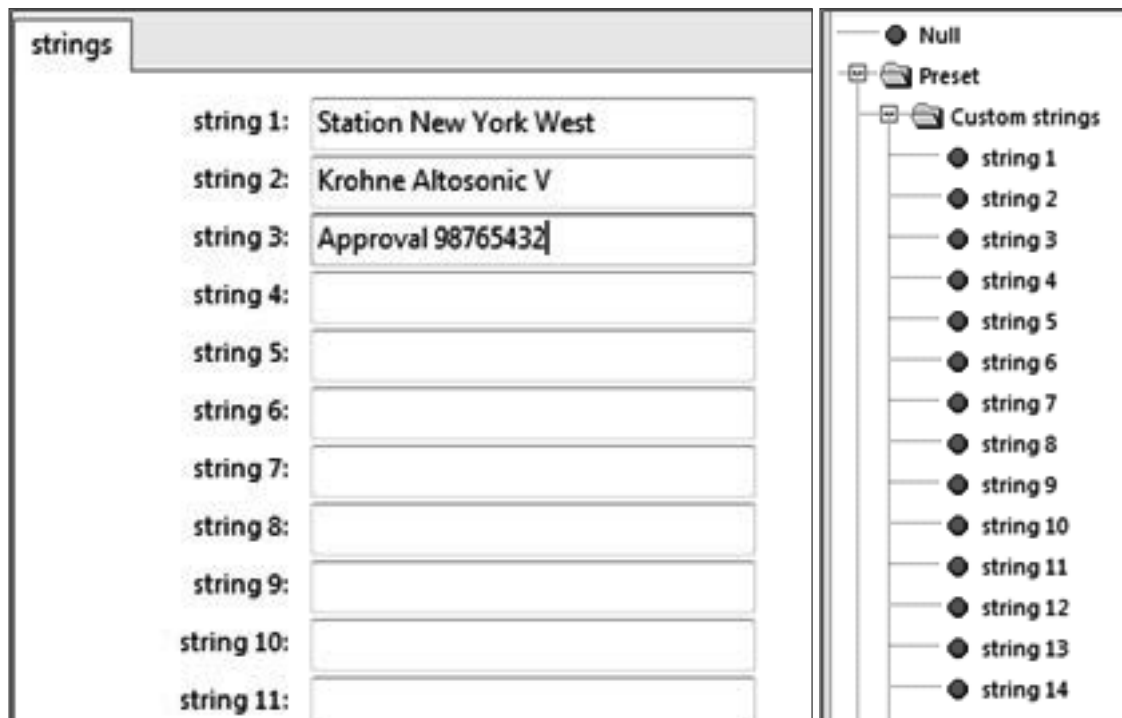 strings
string 1: Station New York West
string 2: Krohne Altosonic V
string 3: Approval 98765432
string 4:
string 5:
string 6:
string 7:
string 8:
string 9:
string 10:
string 11:
Null
Preset
Custom strings
string 1
string 2
string 3
string 4
string 5
string 6
string 7
string 8
string 9
string 10
string 11
string 12
string 13
string 14